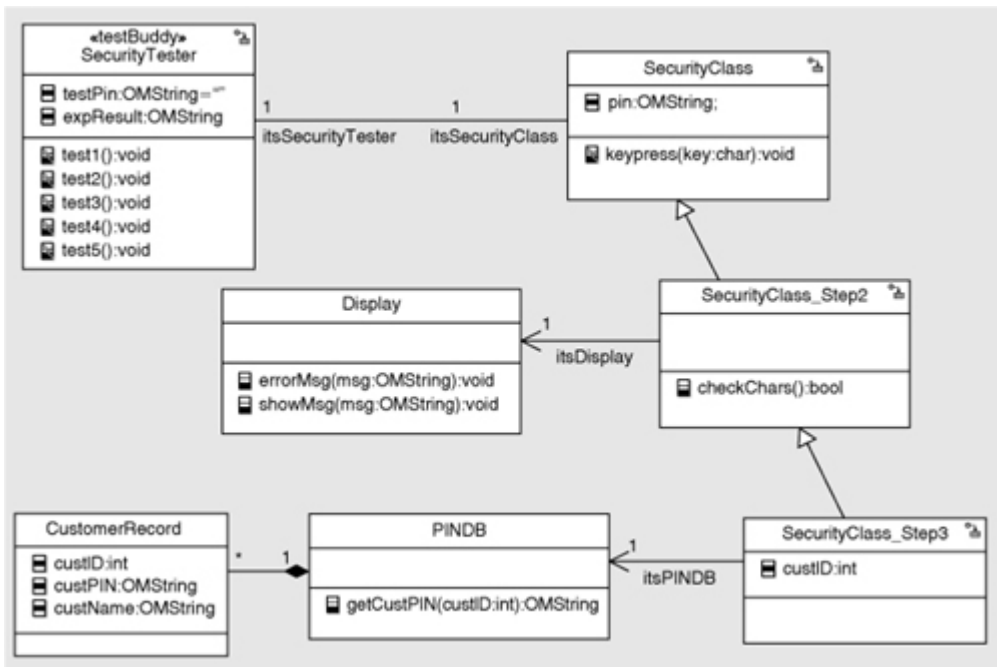 «testBuddy»
SecurityTester
testPin:OMString=""
expResult:OMString
test1():void
test2():void
test3():void
test4():void
test5():void
1
itsSecurityTester
1
itsSecurityClass
SecurityClass
pin:OMString;
keypress(key:char):void
SecurityClass_Step2
checkChars():bool
1
itsDisplay
Display
errorMsg(msg:OMString):void
showMsg(msg:OMString):void
CustomerRecord
custID:int
custPIN:OMString
custName:OMString
*
1
PINDB
getCustPIN(custID:int):OMString
1
itsPINDB
SecurityClass_Step3
custID:int